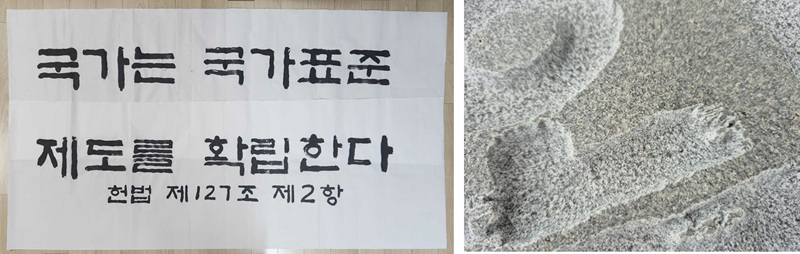 국가는 국가표준
제도를 확립한다
헌법 제127조 제2항